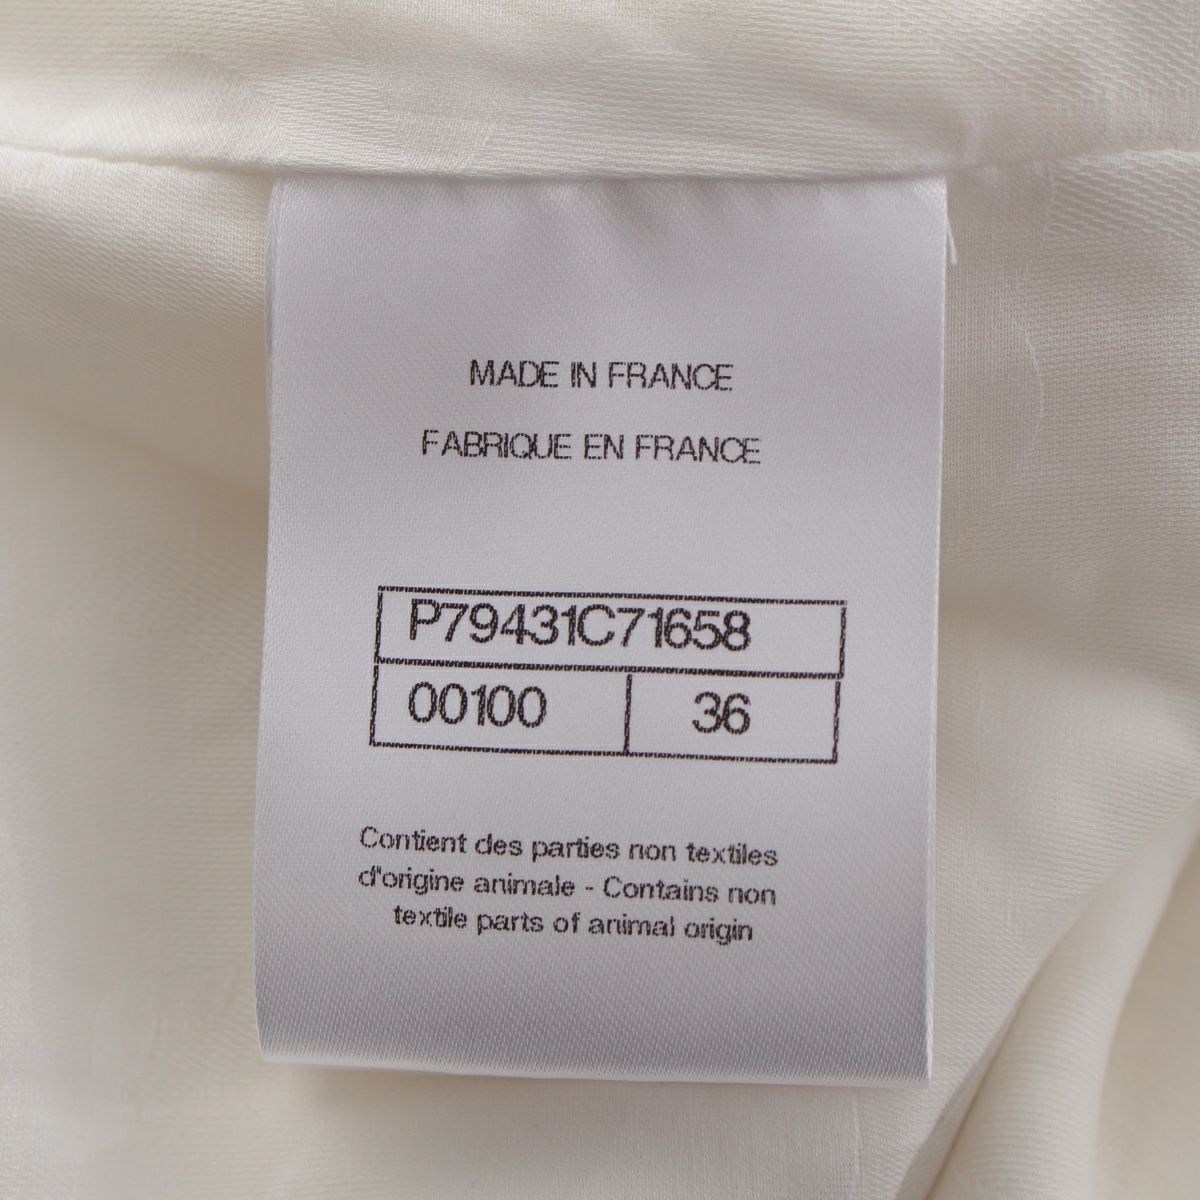 MADE IN FRANCE
FABRIQUE EN FRANCE
P79431C71658
00100 36
Contient des parties non textiles
d'origine animale - Contains non
textile parts of animal origin